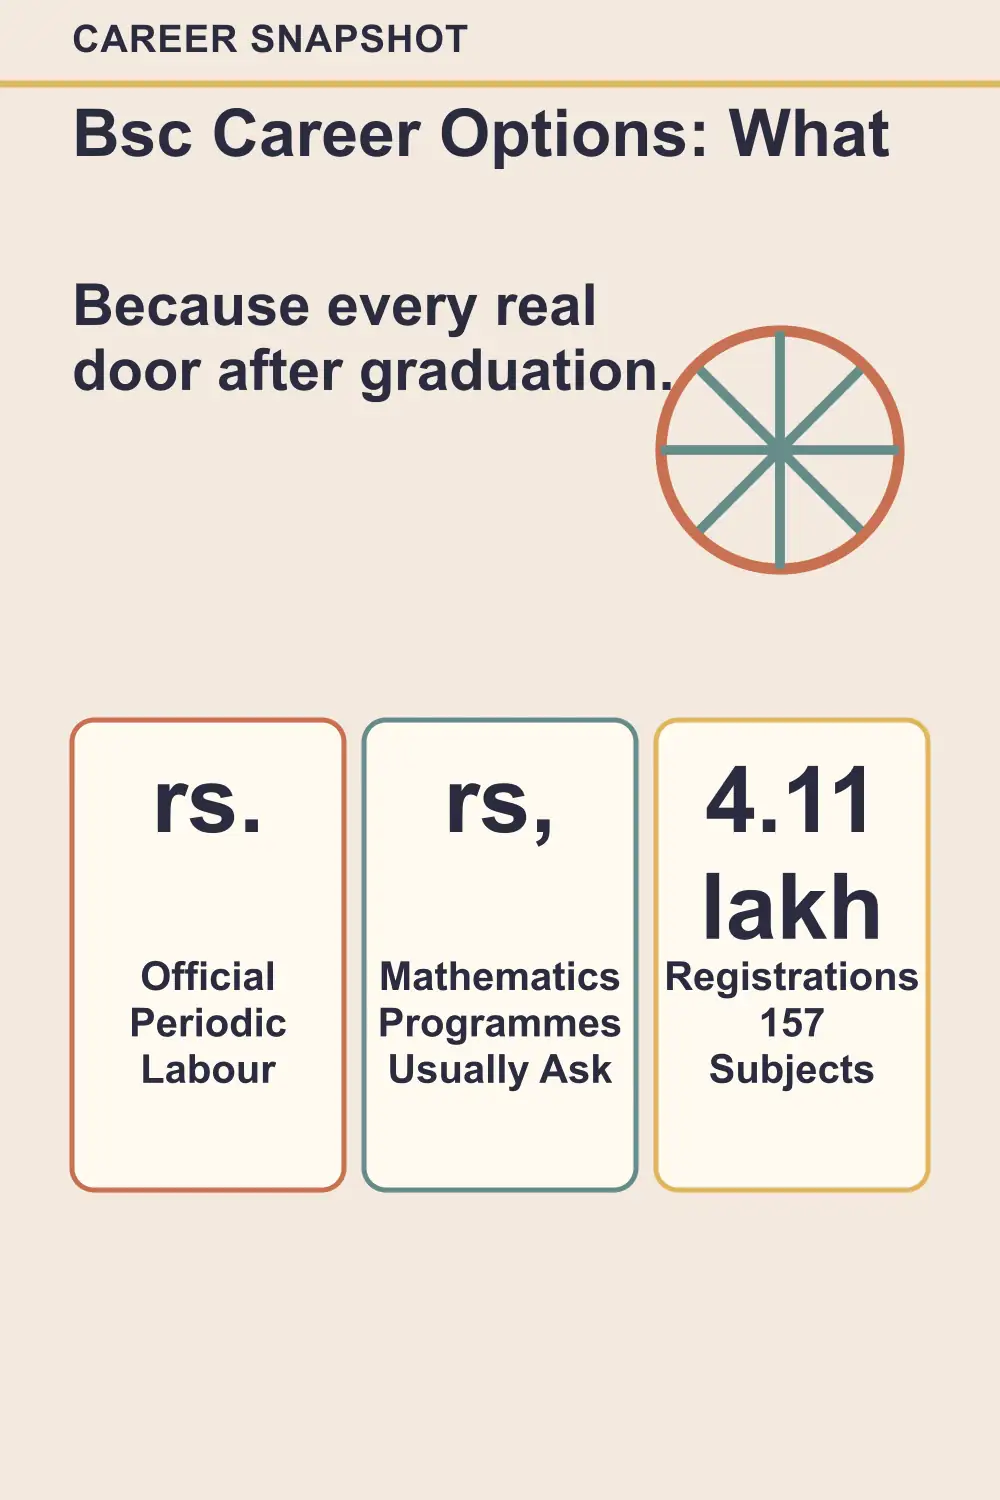 CAREER SNAPSHOT
Bsc Career Options: What
Because every real
door after graduation.
rs.
Official
Periodic
Labour
rs,
Mathematics
Programmes
Usually Ask
4.11
lakh
Registrations
157
Subjects